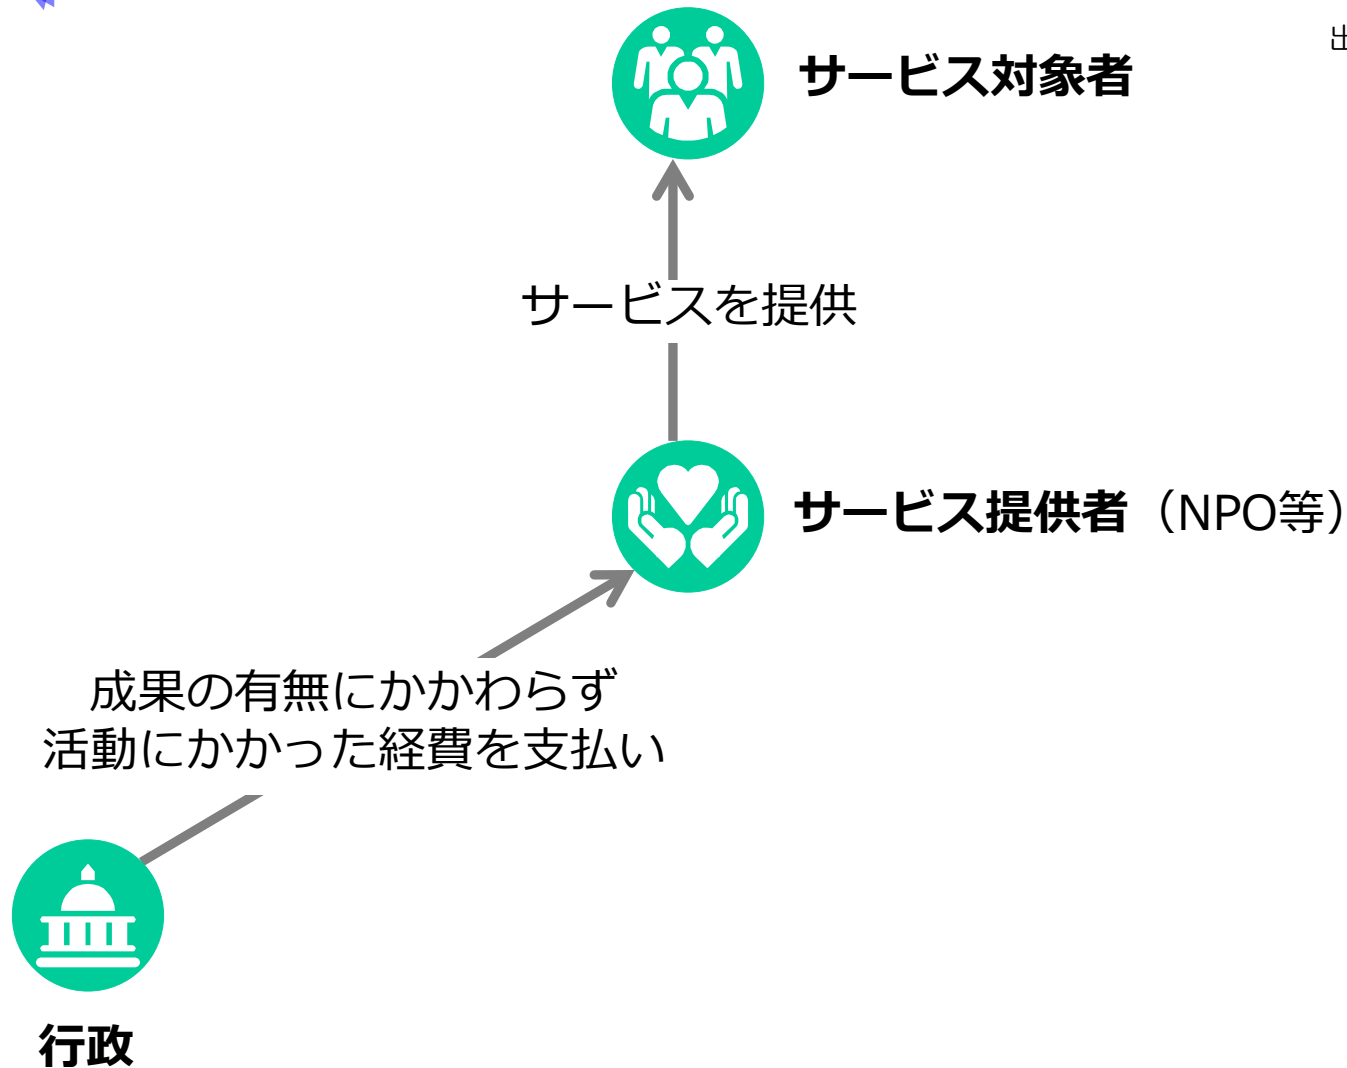 出
サービス対象者
サービスを提供
サービス提供者（NPO等）
成果の有無にかかわらず
活動にかかった経費を支払い
行政